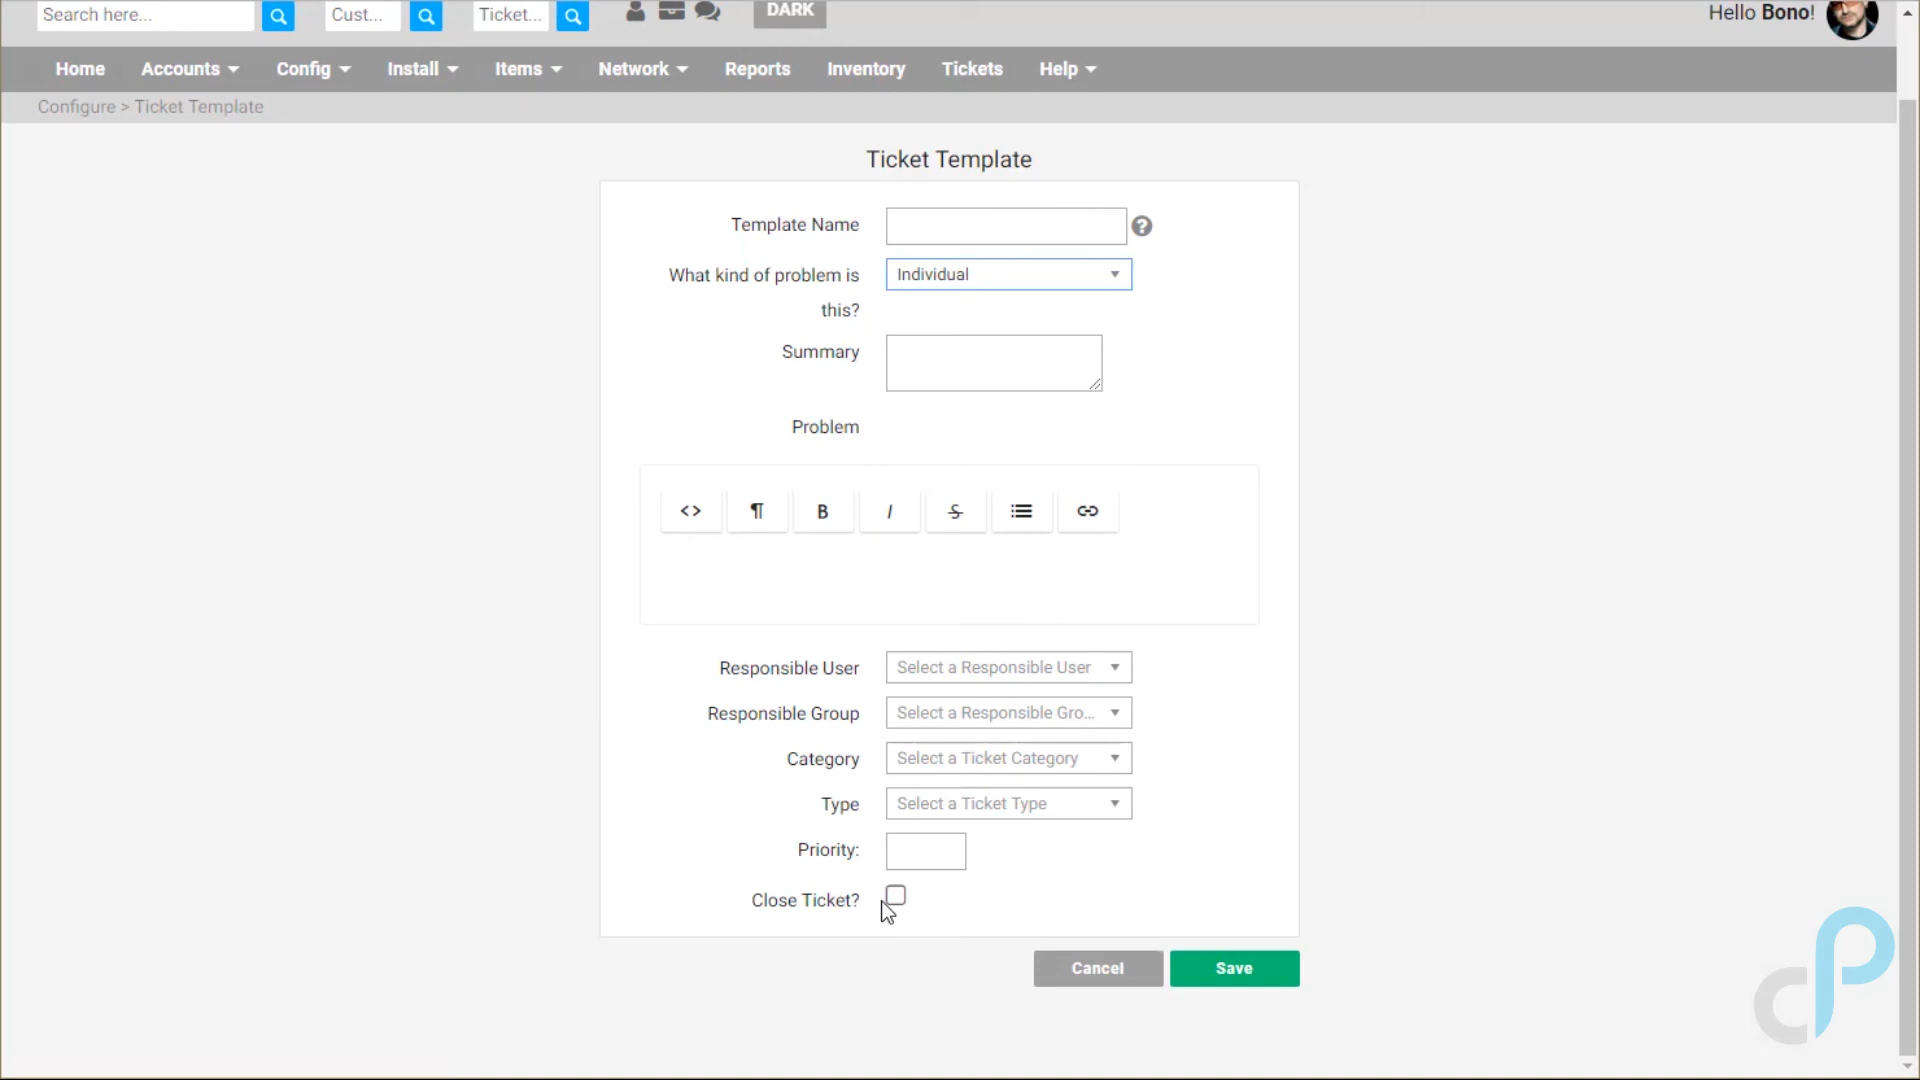 Search here... Cust... Ticket... DARK Hello Bono!
Home Accounts Config Install Items Network Reports Inventory Tickets Help
Configure > Ticket Template
Ticket Template
Template Name
What kind of problem is Individual
this?
Summary
Problem
<> ¶ B I S
Responsible User Select a Responsible User
Responsible Group Select a Responsible Gro...
Category Select a Ticket Category
Type Select a Ticket Type
Priority:
Close Ticket?
Cancel Save
cP